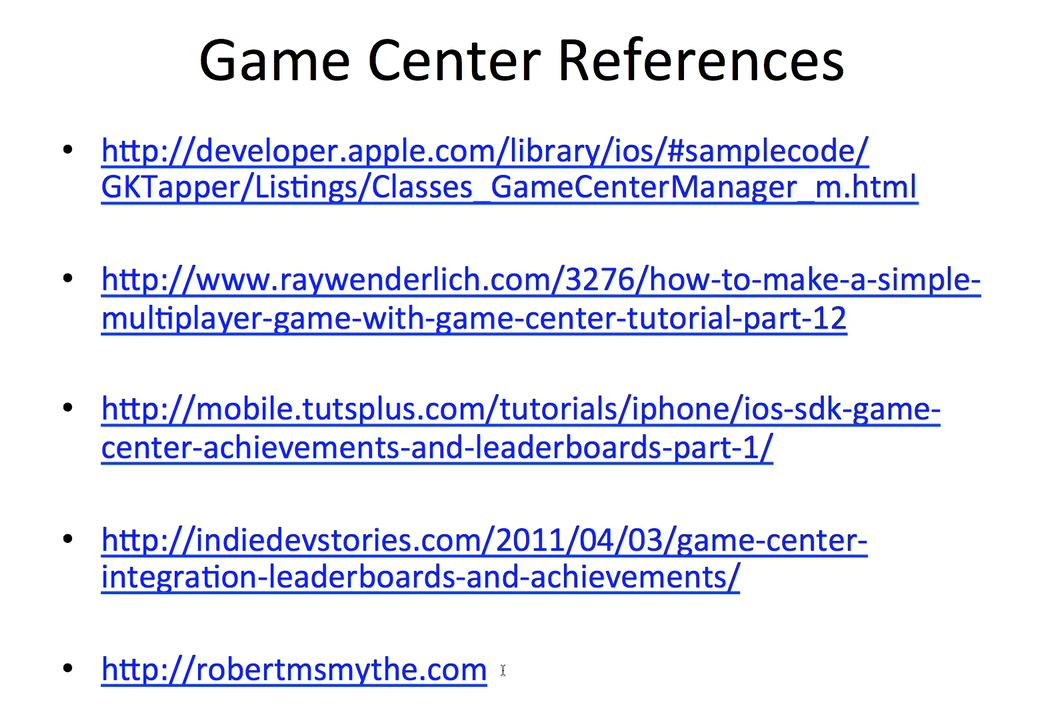 Game Center References
• http://developer.apple.com/library/ios/#samplecode/
GKTapper/Listings/Classes_GameCenterManager_m.html
• http://www.raywenderlich.com/3276/how-to-make-a-simple-
multiplayer-game-with-game-center-tutorial-part-12
• http://mobile.tutsplus.com/tutorials/iphone/ios-sdk-game-
center-achievements-and-leaderboards-part-1/
• http://indiedevstories.com/2011/04/03/game-center-
integration-leaderboards-and-achievements/
• http://robertmsmythe.com